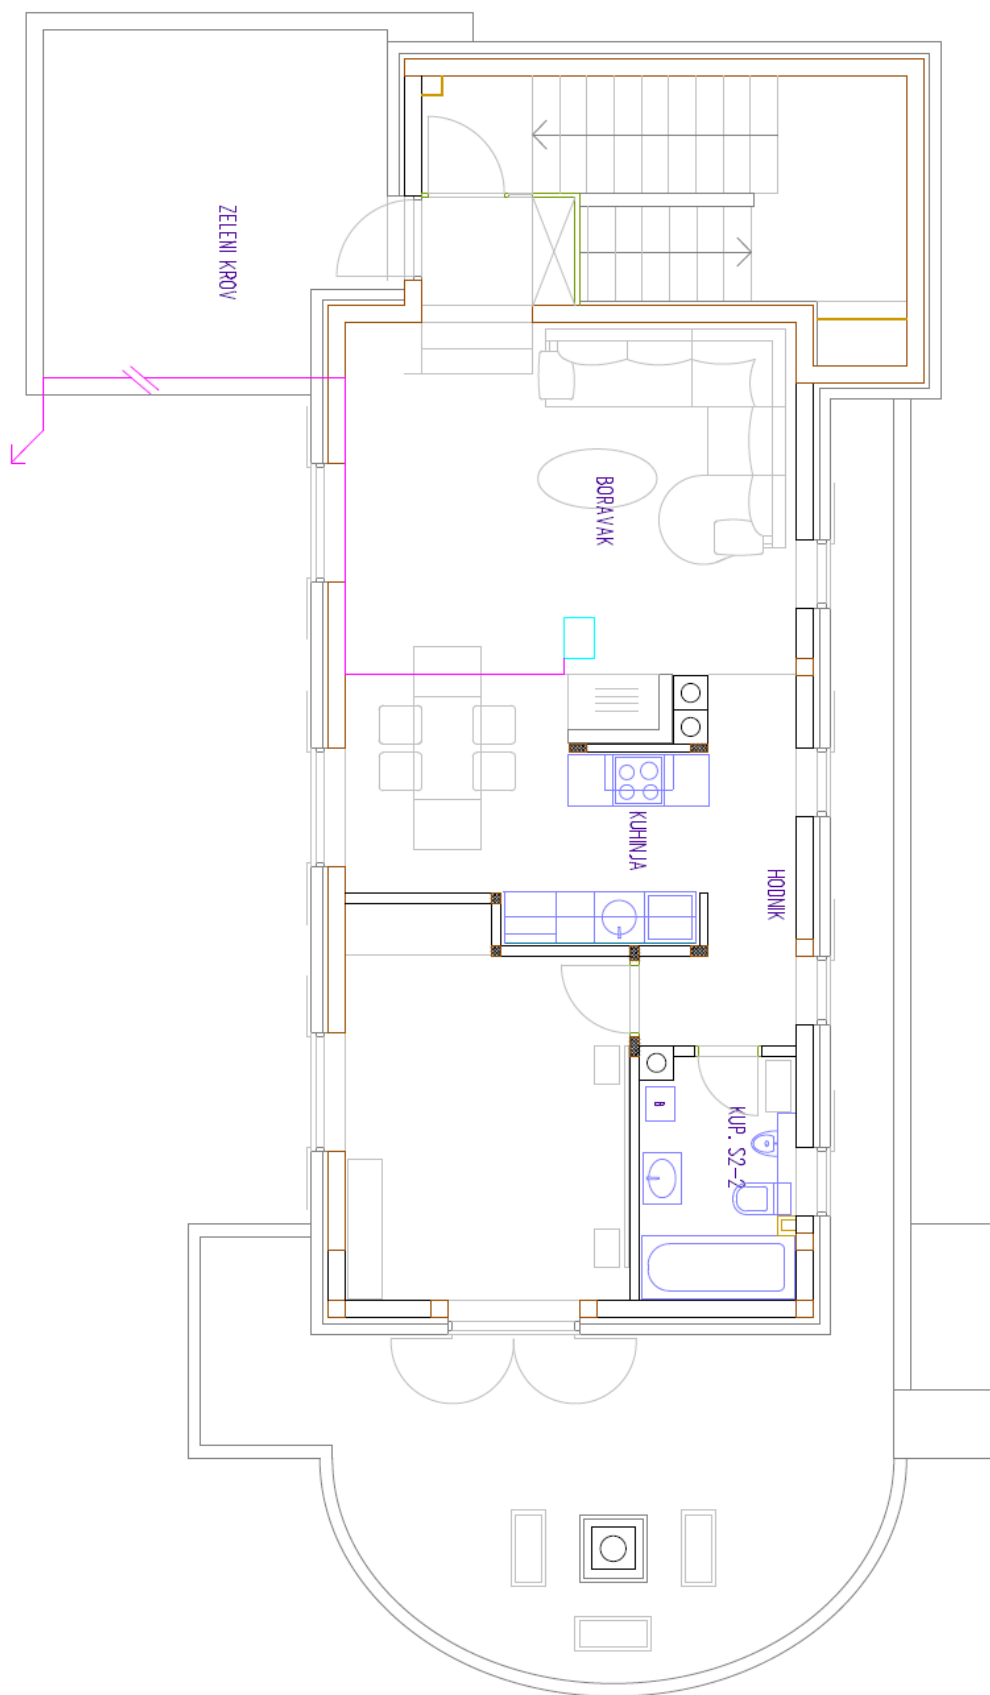 ZELENI KROV
BORAVAK
KUHINJA
HODNIK
B
KUP. S2-2